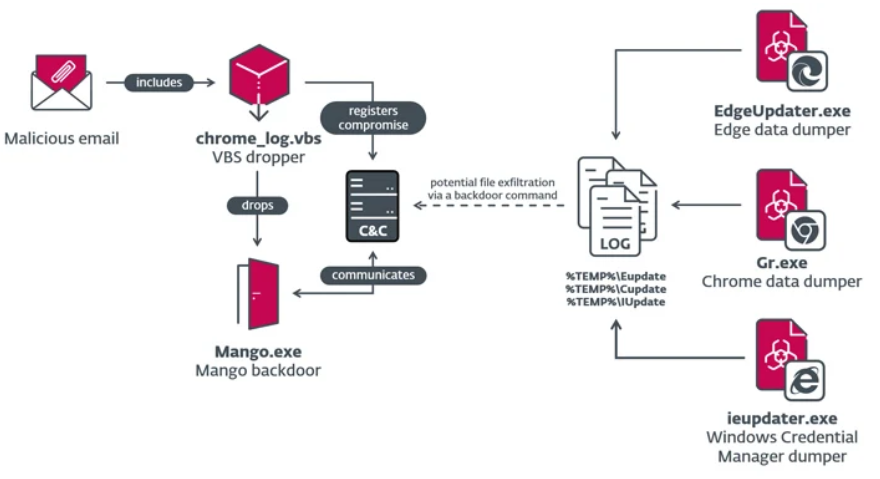 includes
Malicious email
chrome_log.vbs
VBS dropper
registers
compromise
drops
C&C
communicates
Mango.exe
Mango backdoor
potential file exfiltration
via a backdoor command
LOG
%TEMP%\Eupdate
%TEMP%\Cupdate
%TEMP%\IUpdate
EdgeUpdater.exe
Edge data dumper
Gr.exe
Chrome data dumper
ieupdater.exe
Windows Credential
Manager dumper